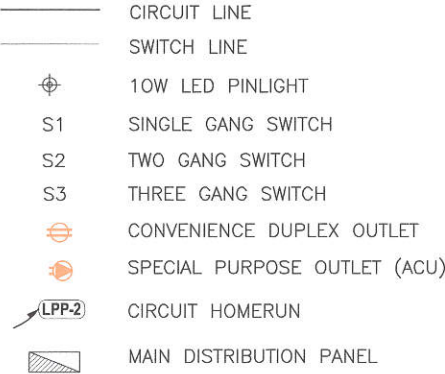 CIRCUIT LINE
SWITCH LINE
10W LED PINLIGHT
S1 SINGLE GANG SWITCH
S2 TWO GANG SWITCH
S3 THREE GANG SWITCH
CONVENIENCE DUPLEX OUTLET
SPECIAL PURPOSE OUTLET (ACU)
LPP-2 CIRCUIT HOMERUN
MAIN DISTRIBUTION PANEL